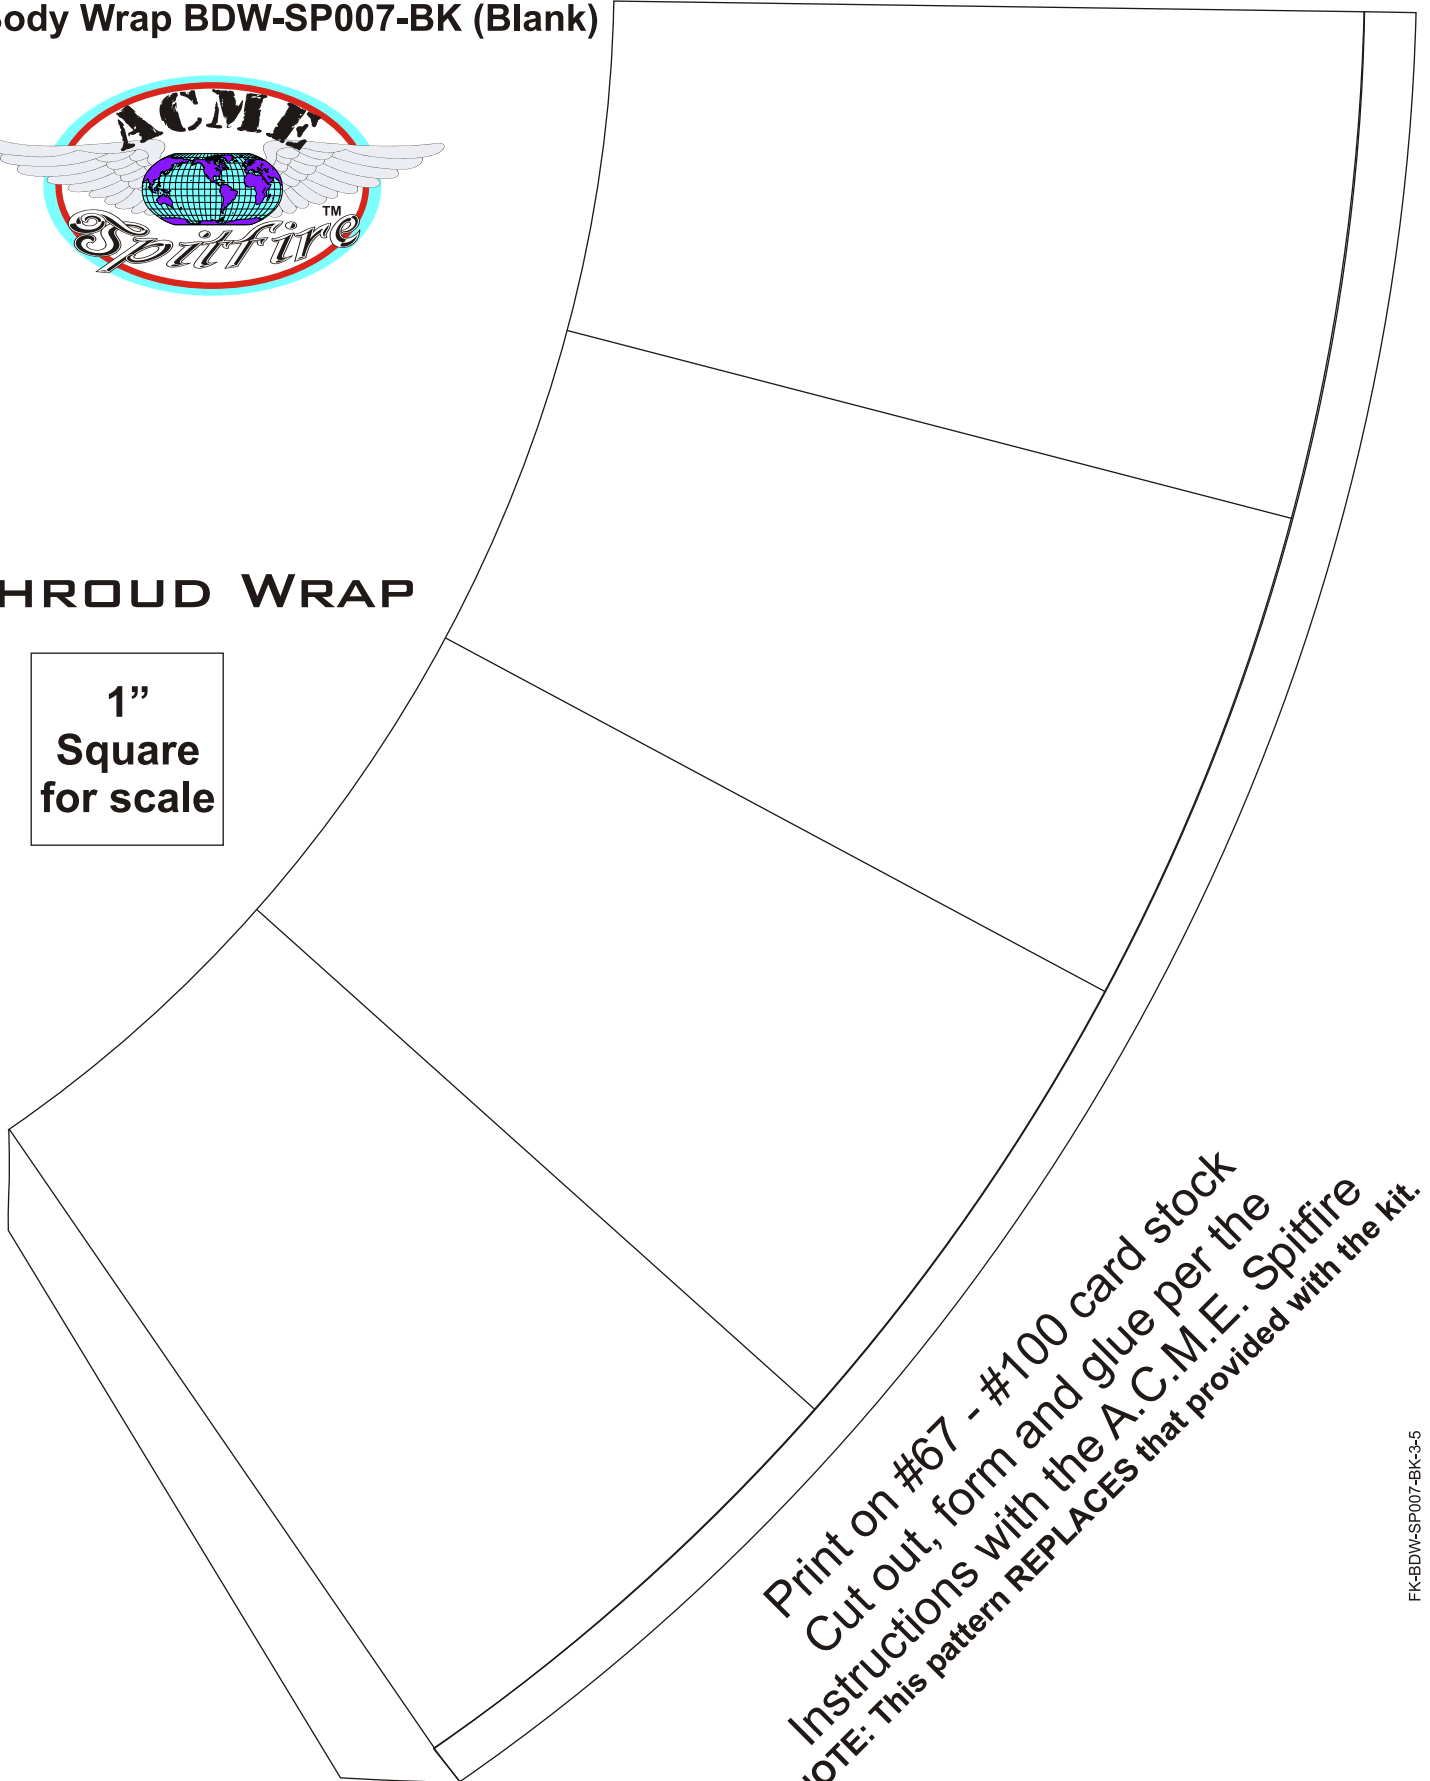 ody Wrap BDW-SP007-BK (Blank)
ACME
Spitfire™
HROUD WRAP
1”
Square
for scale
Print on #67 - #100 card stock
Cut out, form and glue per the
Instructions with the A.C.M.E. Spitfire
OTE: This pattern REPLACES that provided with the kit.
FK-BDW-SP007-BK-3-5